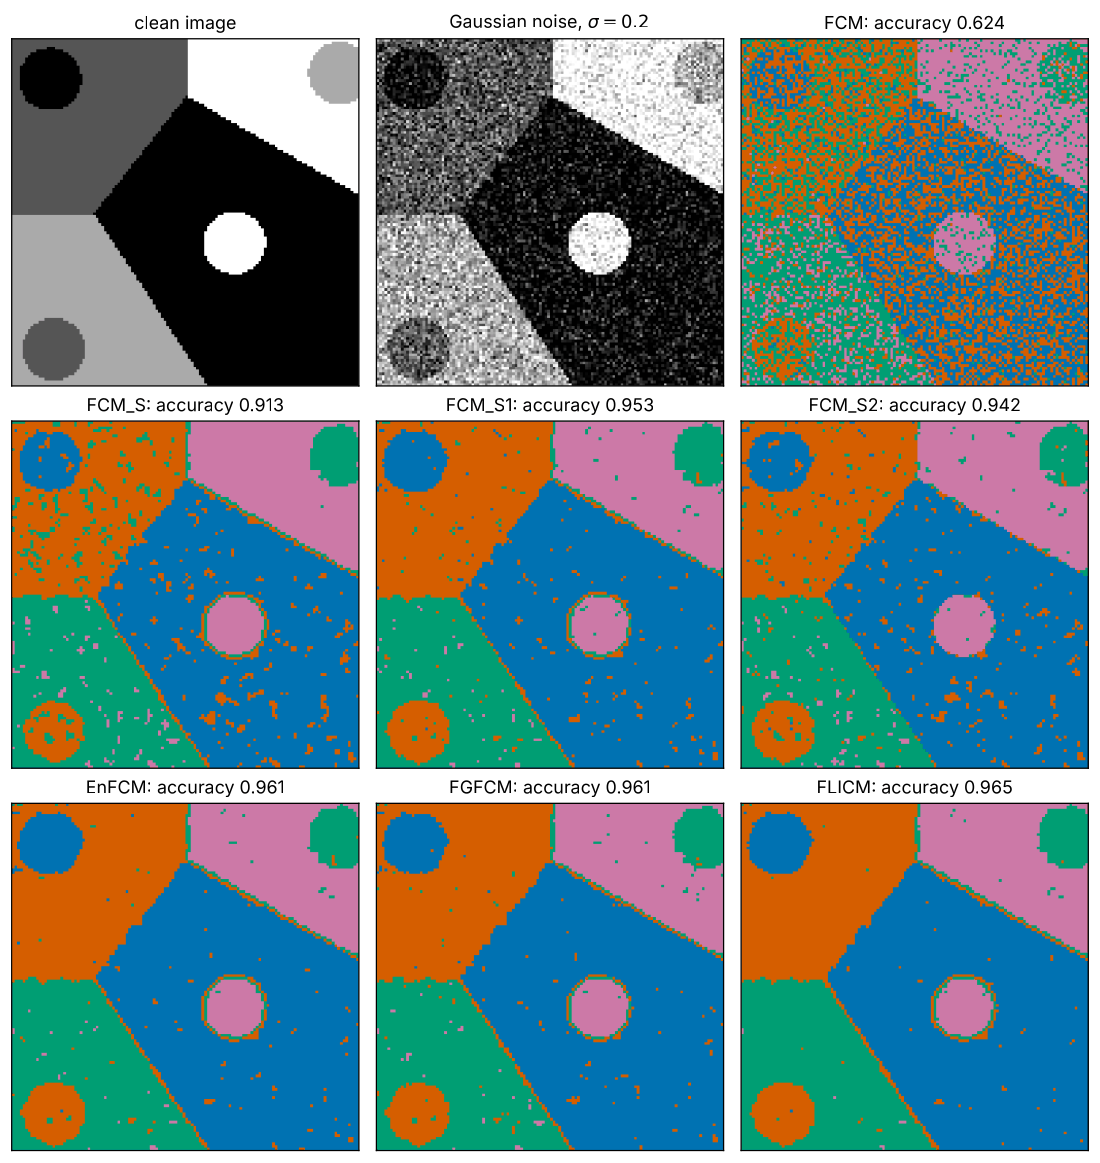 clean image
Gaussian noise, σ = 0.2
FCM: accuracy 0.624
FCM_S: accuracy 0.913
FCM_S1: accuracy 0.953
FCM_S2: accuracy 0.942
EnFCM: accuracy 0.961
FGFCM: accuracy 0.961
FLICM: accuracy 0.965